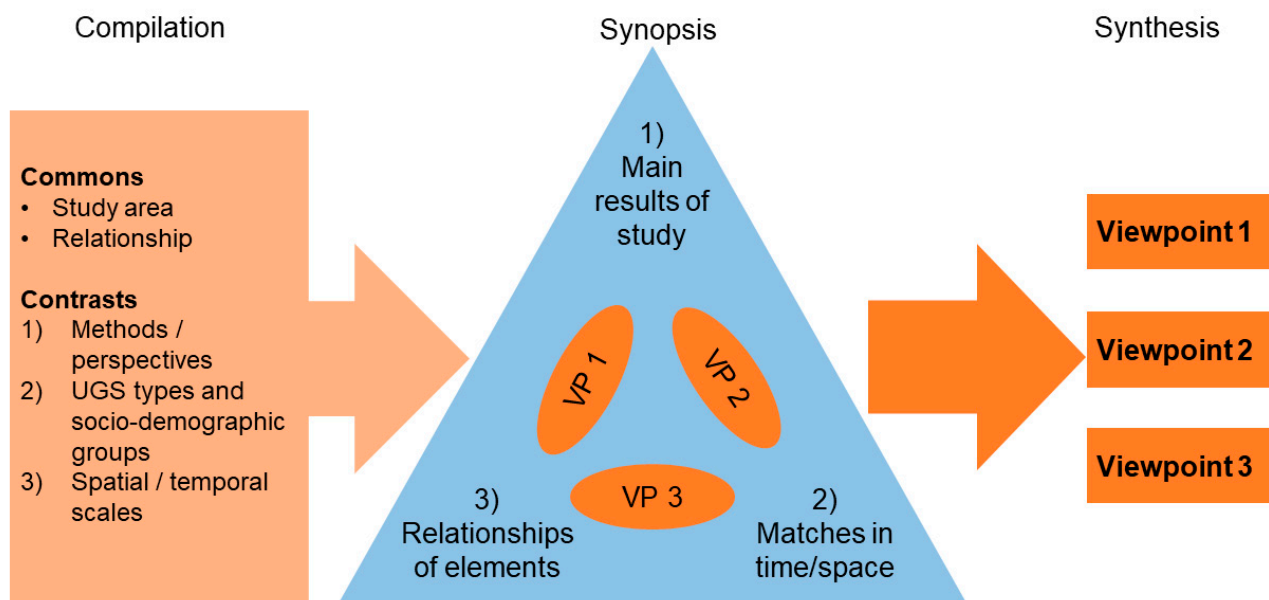 Compilation
Synopsis
Synthesis
Commons
• Study area
• Relationship
Contrasts
1) Methods /
perspectives
2) UGS types and
socio-demographic
groups
3) Spatial / temporal
scales
1)
Main
results of
study
VP 1
VP 2
VP 3
3)
Relationships
of elements
2)
Matches in
time/space
Viewpoint 1
Viewpoint 2
Viewpoint 3